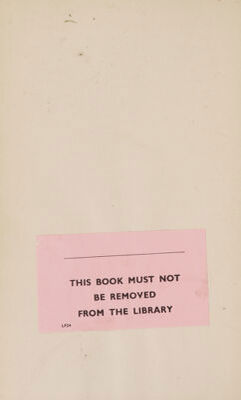 THIS BOOK MUST NOT
BE REMOVED
FROM THE LIBRARY
LP24